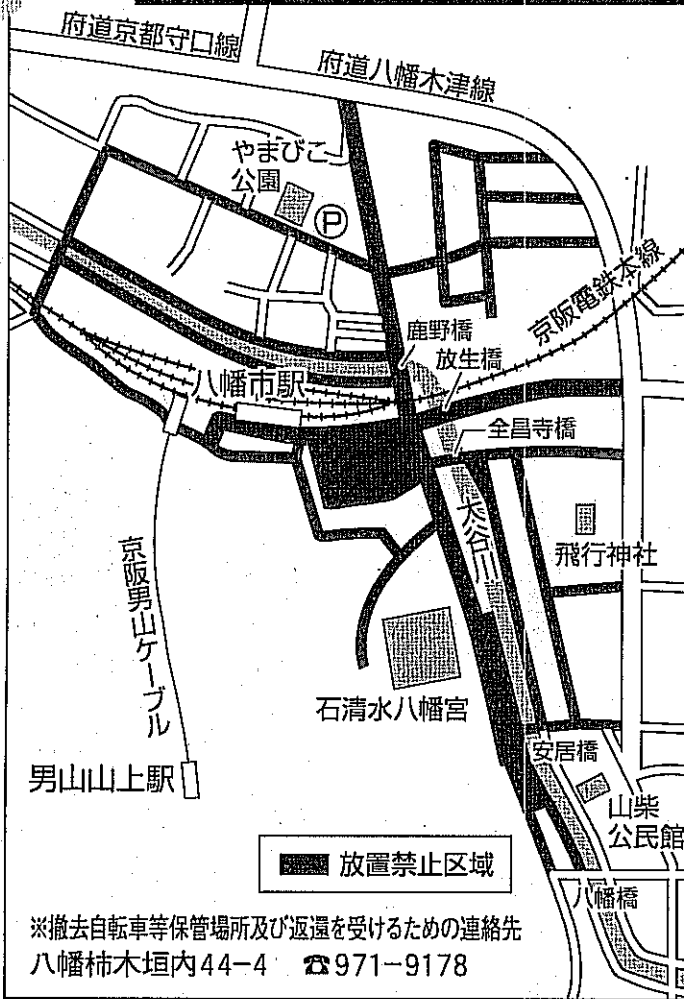 府道京都守口線
府道八幡木津線
やまびこ
公園
P
京阪電鉄本線
鹿野橋
放生橋
八幡市駅
全昌寺橋
大谷川
飛行神社
京阪男山ケーブル
石清水八幡宮
安居橋
男山山上駅
山柴
公民館
放置禁止区域
八幡橋
※撤去自転車等保管場所及び返還を受けるための連絡先
八幡柿木垣内44-4 ☎971-9178